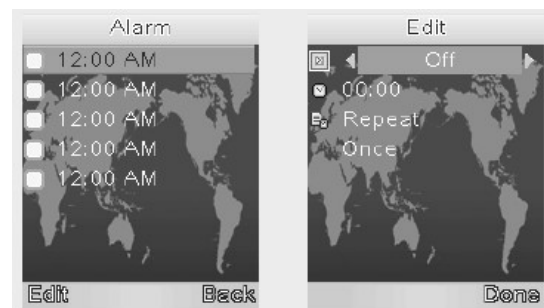 Alarm
12:00 AM
12:00 AM
12:00 AM
12:00 AM
12:00 AM
Edit Back
Edit
Off
00:00
Repeat
Once
Done